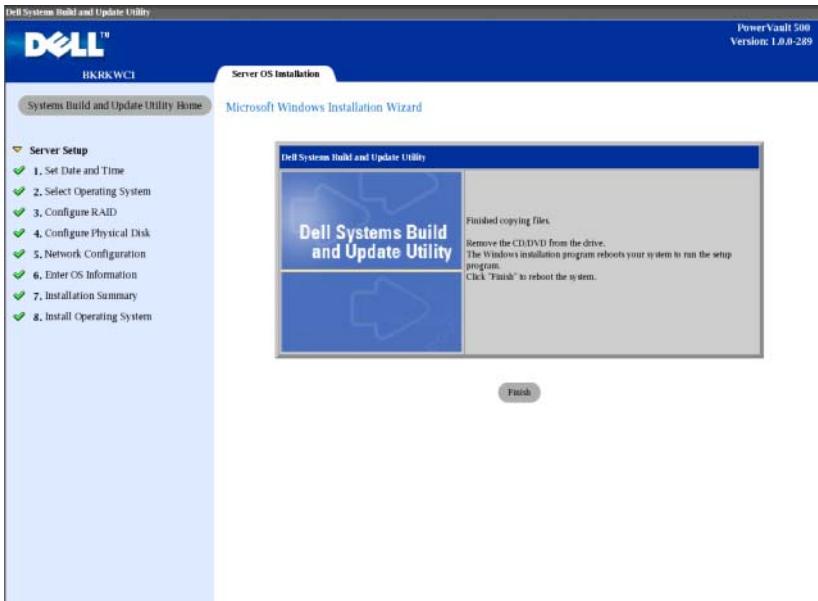 Dell Systems Build and Update Utility
DELL™
PowerVault 500
Version: 1.0.0-289
BKRKWC1
Server OS Installation
Systems Build and Update Utility Home
Microsoft Windows Installation Wizard
Server Setup
1. Set Date and Time
2. Select Operating System
3. Configure RAID
4. Configure Physical Disk
5. Network Configuration
6. Enter OS Information
7. Installation Summary
8. Install Operating System
Dell Systems Build and Update Utility
Dell Systems Build
and Update Utility
Finished copying files.
Remove the CD/DVD from the drive.
The Windows installation program reboots your system to run the setup
program.
Click "Finish" to reboot the system.
Finish